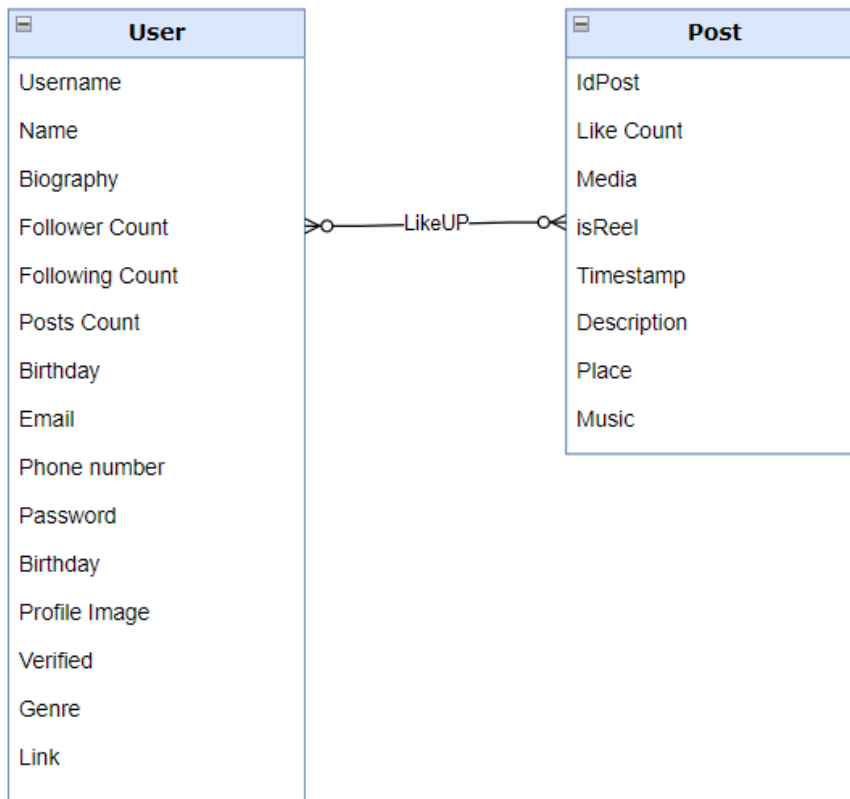 User
Username
Name
Biography
Follower Count
Following Count
Posts Count
Birthday
Email
Phone number
Password
Birthday
Profile Image
Verified
Genre
Link
LikeUP
Post
IdPost
Like Count
Media
isReel
Timestamp
Description
Place
Music